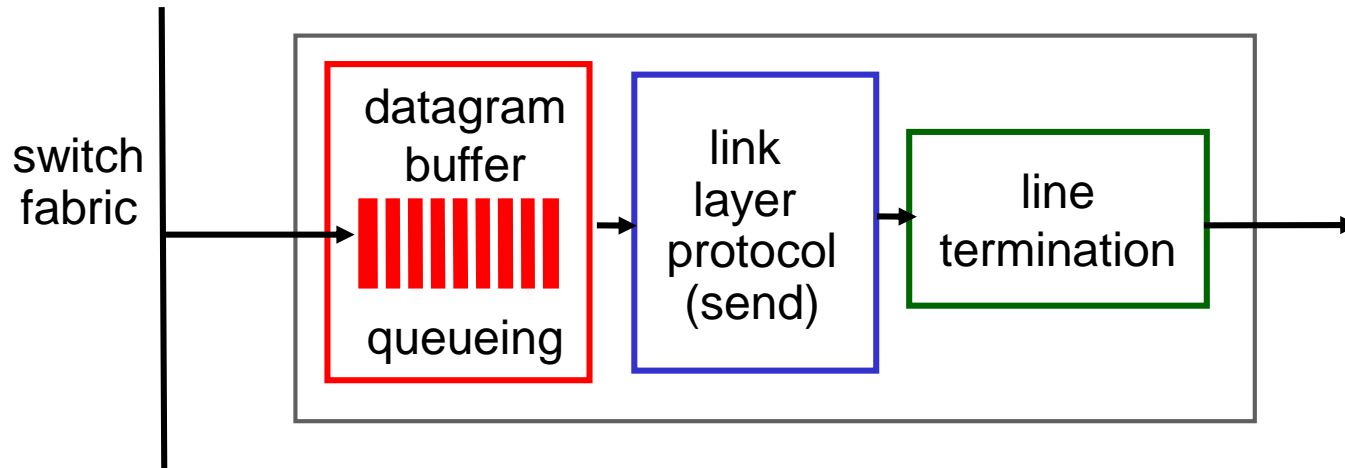 switch
fabric
datagram
buffer
queueing
link
layer
protocol
(send)
line
termination